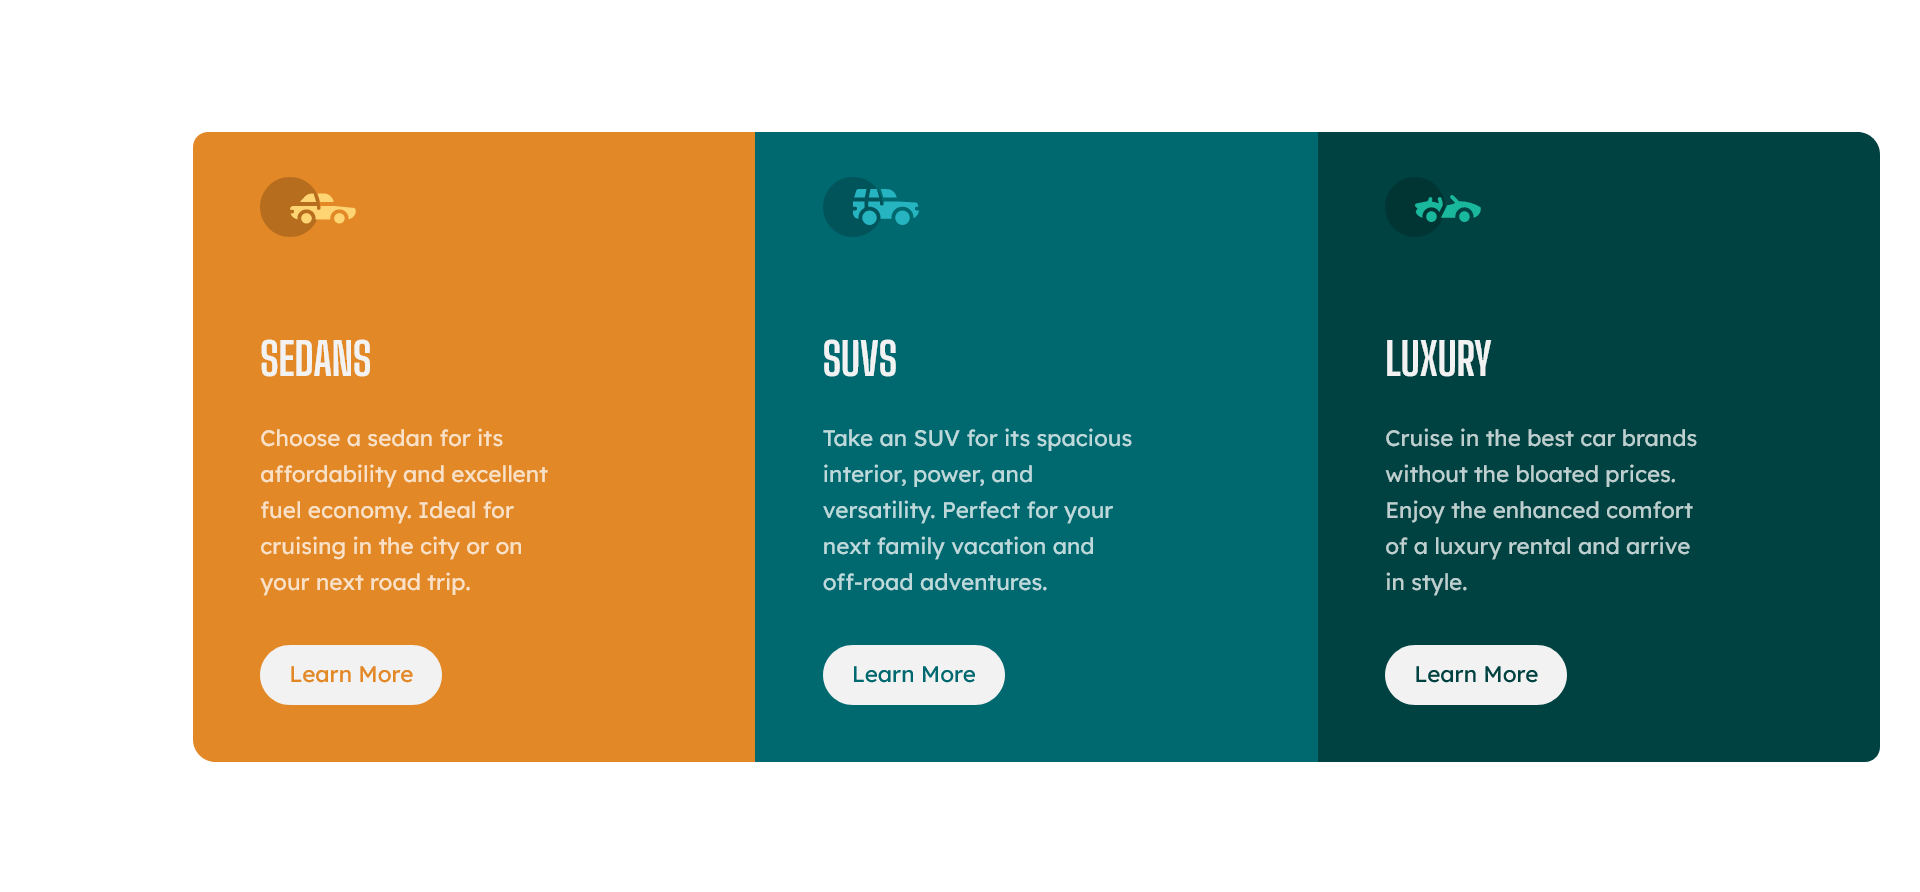 SEDANS
Choose a sedan for its
affordability and excellent
fuel economy. Ideal for
cruising in the city or on
your next road trip.
Learn More
SUVS
Take an SUV for its spacious
interior, power, and
versatility. Perfect for your
next family vacation and
off-road adventures.
Learn More
LUXURY
Cruise in the best car brands
without the bloated prices.
Enjoy the enhanced comfort
of a luxury rental and arrive
in style.
Learn More